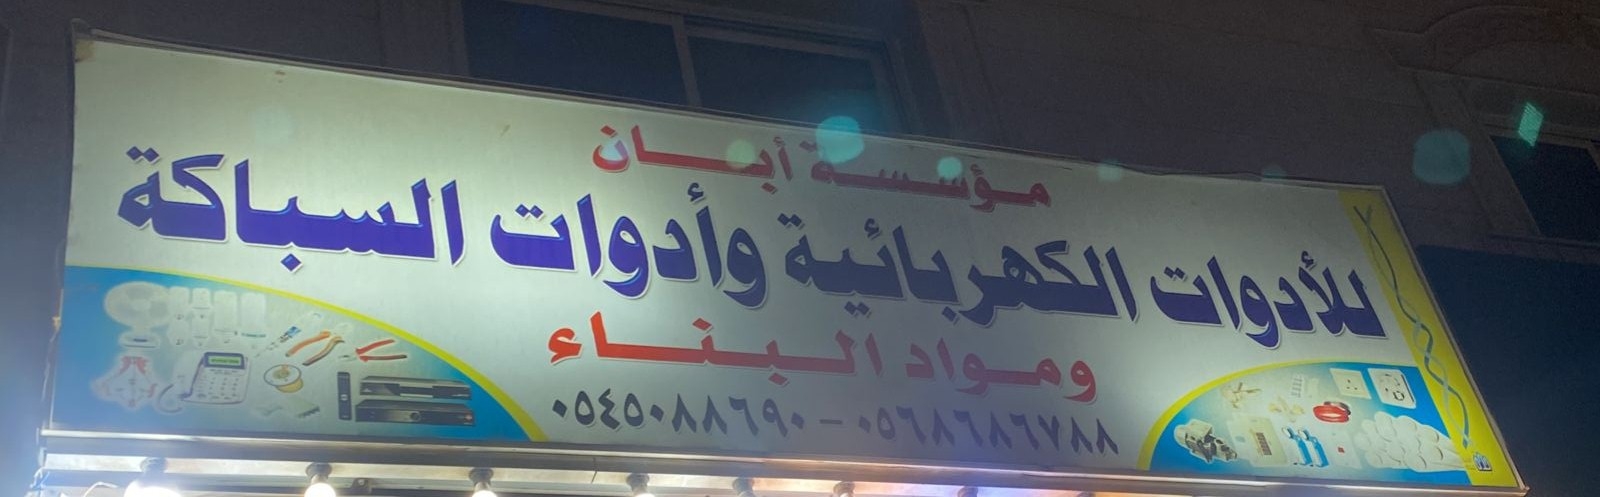 مؤسسة أبان
للأدوات الكهربائية وأدوات السباكة
ومواد البناء
٠٥٤٥٠٨٨٦٩٠ - ٠٥٦٨٦٨٦٧٨٨